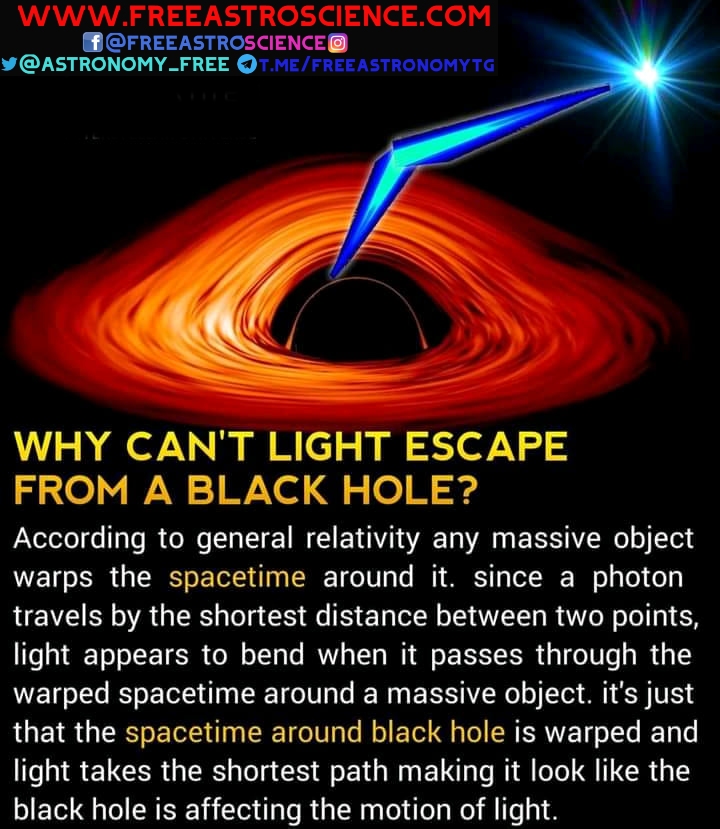 WWW.FREEASTROSCIENCE.COM
@FREEASTROSCIENCE
@ASTRONOMY_FREE T.ME/FREEASTRONOMYTG
WHY CAN'T LIGHT ESCAPE
FROM A BLACK HOLE?
According to general relativity any massive object
warps the spacetime around it. since a photon
travels by the shortest distance between two points,
light appears to bend when it passes through the
warped spacetime around a massive object. it's just
that the spacetime around black hole is warped and
light takes the shortest path making it look like the
black hole is affecting the motion of light.